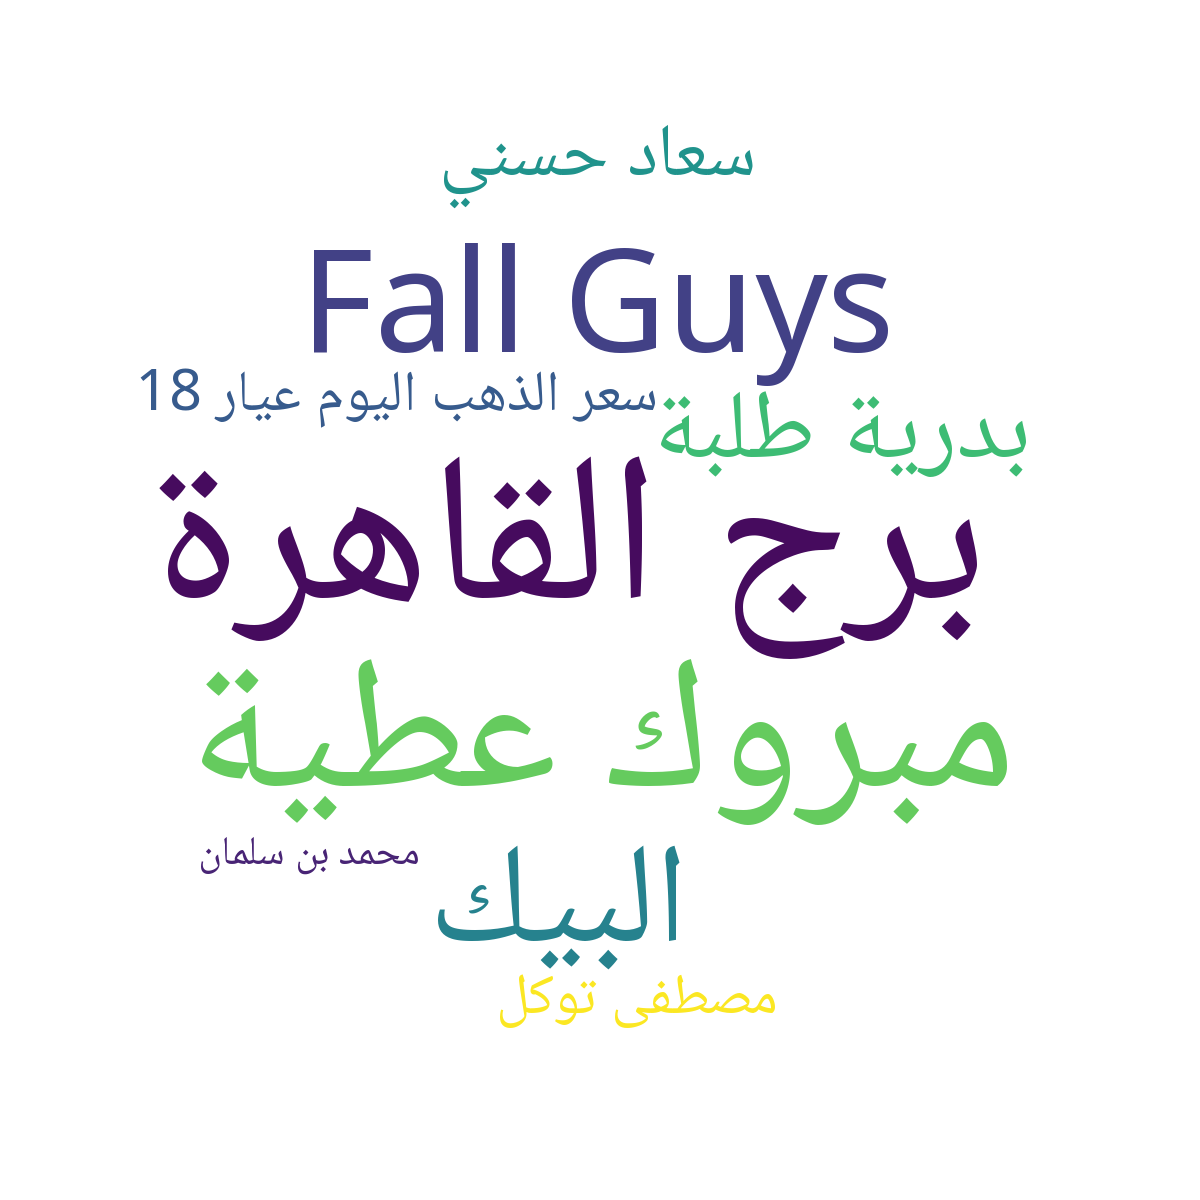 سعاد حسني
Fall Guys
سعر الذهب اليوم عيار 18
بدرية طلبة
برج القاهرة
مبروك عطية
محمد بن سلمان
البيك
مصطفى توكل